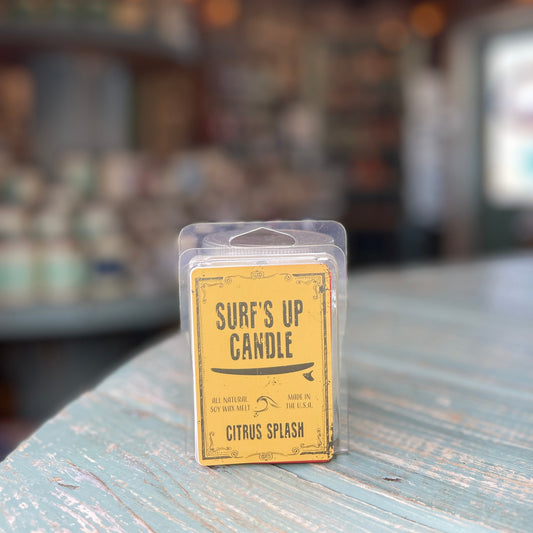 SURF'S UP
CANDLE
ALL NATURAL
SOY WAX MELT
MADE IN
THE U.S.A.
CITRUS SPLASH